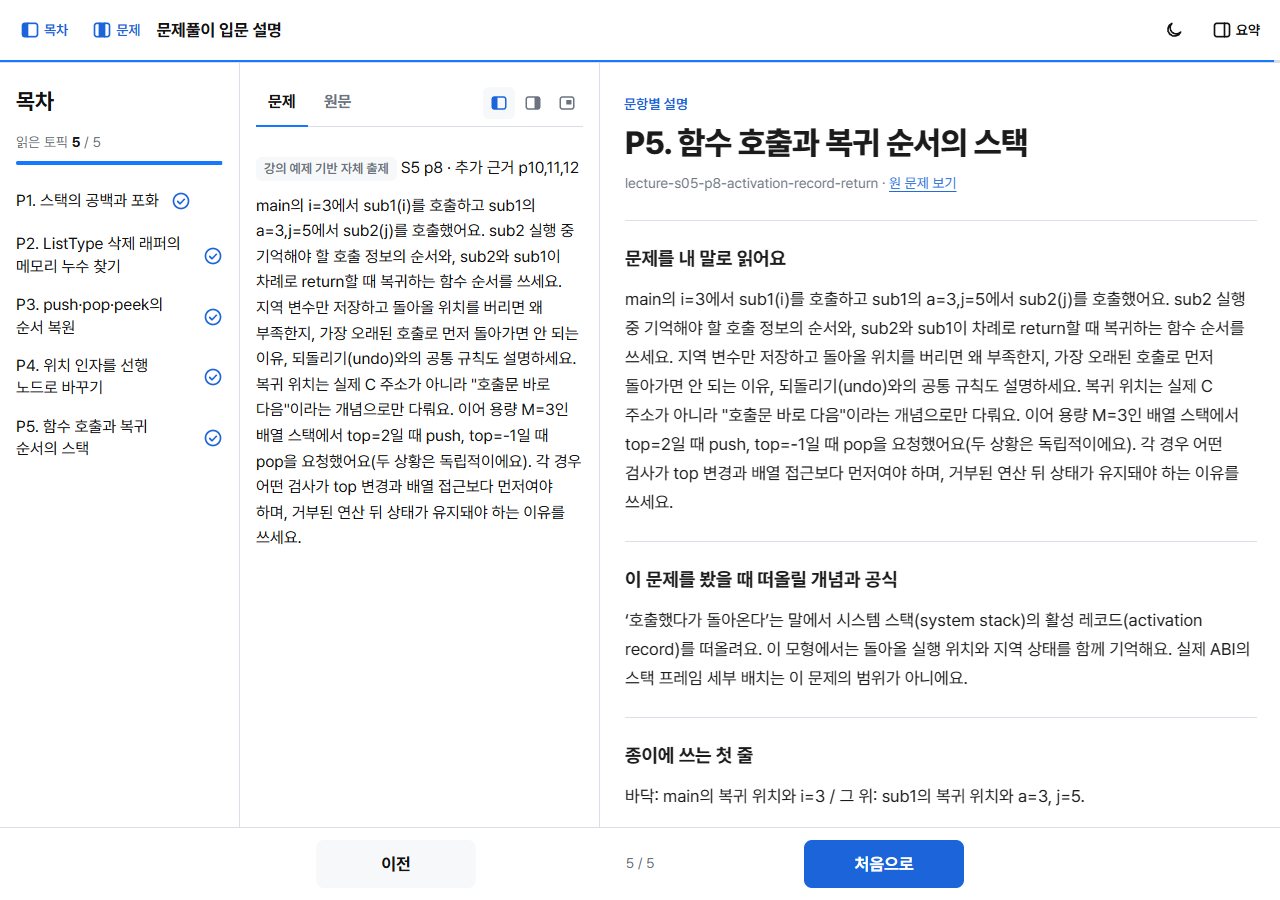 목차
문제
문제풀이 입문 설명
요약
목차
읽은 토픽 5 / 5
P1. 스택의 공백과 포화
P2. ListType 삭제 래퍼의
메모리 누수 찾기
P3. push·pop·peek의
순서 복원
P4. 위치 인자를 선행
노드로 바꾸기
P5. 함수 호출과 복귀
순서의 스택
문제
원문
강의 예제 기반 자체 출제 S5 p8 · 추가 근거 p10,11,12
main의 i=3에서 sub1(i)를 호출하고 sub1의
a=3,j=5에서 sub2(j)를 호출했어요. sub2 실행 중
기억해야 할 호출 정보의 순서와, sub2와 sub1이
차례로 return할 때 복귀하는 함수 순서를 쓰세요.
지역 변수만 저장하고 돌아올 위치를 버리면 왜
부족한지, 가장 오래된 호출로 먼저 돌아가면 안 되는
이유, 되돌리기(undo)와의 공통 규칙도 설명하세요.
복귀 위치는 실제 C 주소가 아니라 "호출문 바로
다음"이라는 개념으로만 다뤄요. 이어 용량 M=3인
배열 스택에서 top=2일 때 push, top=-1일 때
pop을 요청했어요(두 상황은 독립적이에요). 각 경우
어떤 검사가 top 변경과 배열 접근보다 먼저여야
하며, 거부된 연산 뒤 상태가 유지돼야 하는 이유를
쓰세요.
문항별 설명
P5. 함수 호출과 복귀 순서의 스택
lecture-s05-p8-activation-record-return · 원 문제 보기
문제를 내 말로 읽어요
main의 i=3에서 sub1(i)를 호출하고 sub1의 a=3,j=5에서 sub2(j)를 호출했어요. sub2 실행
중 기억해야 할 호출 정보의 순서와, sub2와 sub1이 차례로 return할 때 복귀하는 함수 순서를
쓰세요. 지역 변수만 저장하고 돌아올 위치를 버리면 왜 부족한지, 가장 오래된 호출로 먼저
돌아가면 안 되는 이유, 되돌리기(undo)와의 공통 규칙도 설명하세요. 복귀 위치는 실제 C
주소가 아니라 "호출문 바로 다음"이라는 개념으로만 다뤄요. 이어 용량 M=3인 배열 스택에서
top=2일 때 push, top=-1일 때 pop을 요청했어요(두 상황은 독립적이에요). 각 경우 어떤
검사가 top 변경과 배열 접근보다 먼저여야 하며, 거부된 연산 뒤 상태가 유지돼야 하는 이유를
쓰세요.
이 문제를 봤을 때 떠올릴 개념과 공식
‘호출했다가 돌아온다’는 말에서 시스템 스택(system stack)의 활성 레코드(activation
record)를 떠올려요. 이 모형에서는 돌아올 실행 위치와 지역 상태를 함께 기억해요. 실제 ABI의
스택 프레임 세부 배치는 이 문제의 범위가 아니에요.
종이에 쓰는 첫 줄
바닥: main의 복귀 위치와 i=3 / 그 위: sub1의 복귀 위치와 a=3, j=5.
이전
5 / 5
처음으로